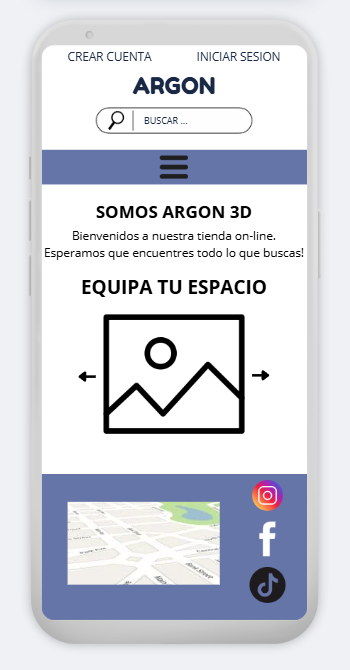 CREAR CUENTA INICIAR SESION
ARGON
BUSCAR ...
SOMOS ARGON 3D
Bienvenidos a nuestra tienda on-line.
Esperamos que encuentres todo lo que buscas!
EQUIPA TU ESPACIO